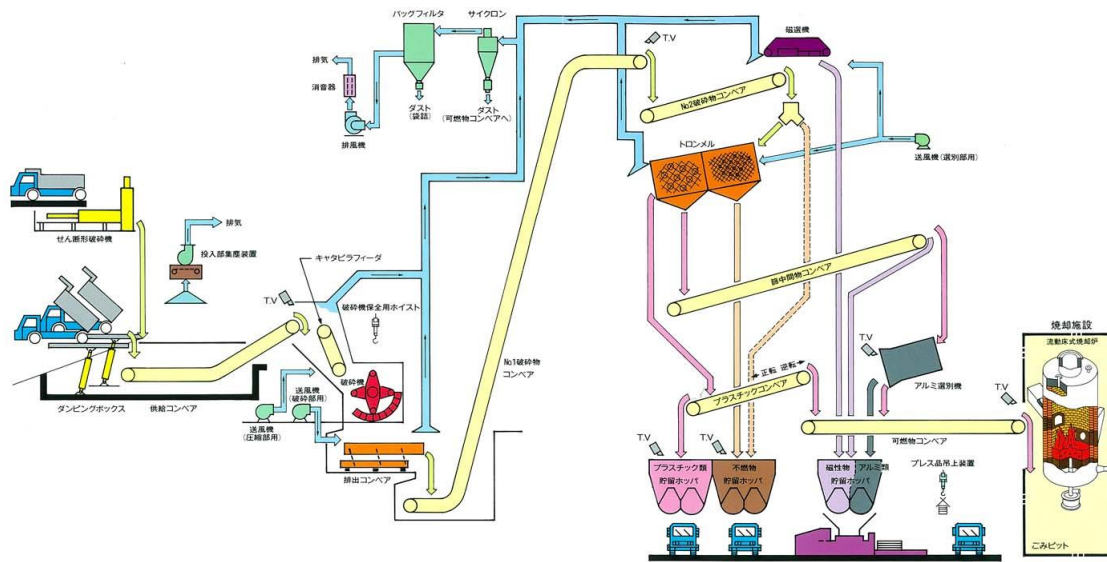 バッグフィルタ
サイクロン
T.V
磁選機
排気
消音器
排風機
ダスト
(袋詰)
ダスト
(可燃物コンベアへ)
No2破砕物コンベア
トロンメル
送風機(選別部用)
せん断形破砕機
排気
投入部集塵装置
キャタピラフィーダ
T.V
破砕機保全用ホイスト
篩中間物コンベア
No1破砕物
コンベア
破砕機
送風機
(破砕部用)
送風機
(圧縮部用)
ダンピングボックス
供給コンベア
排出コンベア
正転 逆転
プラスチックコンベア
T.V
アルミ選別機
可燃物コンベア
焼却施設
流動床式焼却炉
T.V
T.V
T.V
T.V
プラスチック類
貯留ホッパ
不燃物
貯留ホッパ
磁性物
アルミ類
貯留ホッパ
プレス品吊上装置
ごみピット